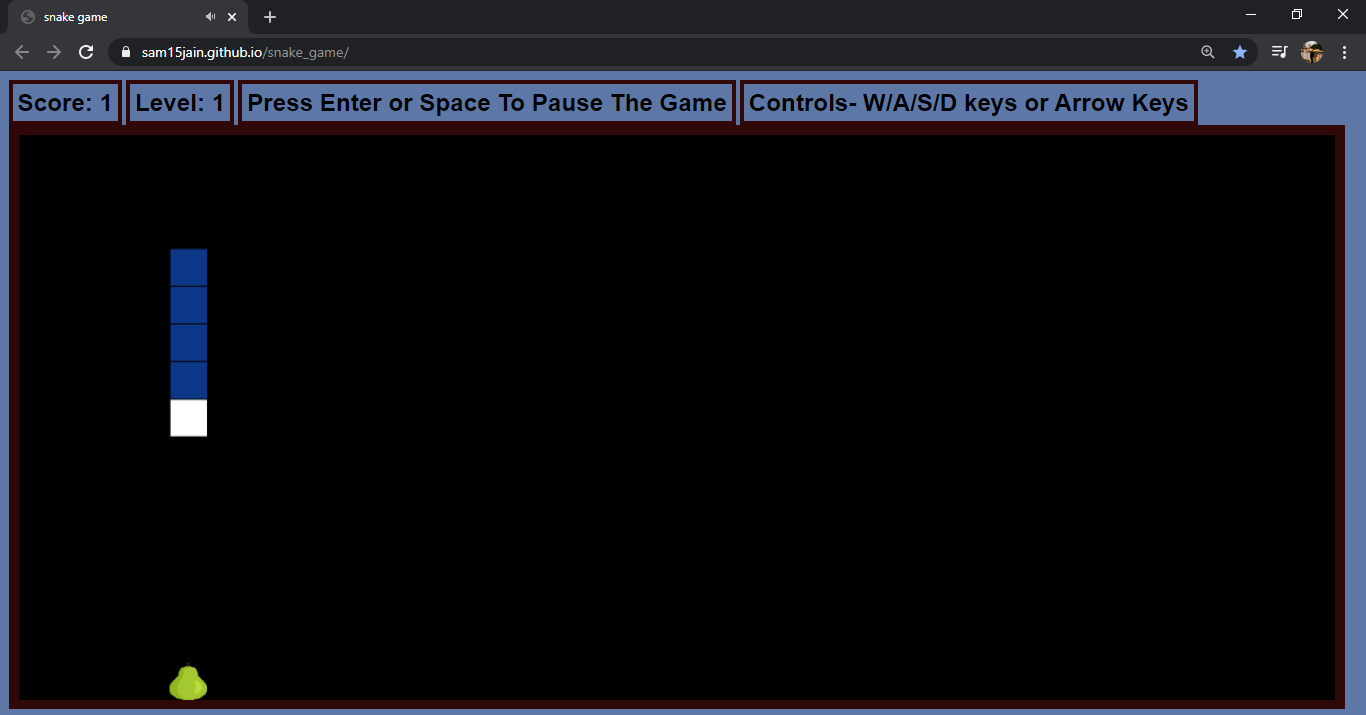 snake game
sam15jain.github.io/snake_game/
Score: 1 Level: 1 Press Enter or Space To Pause The Game Controls- W/A/S/D keys or Arrow Keys